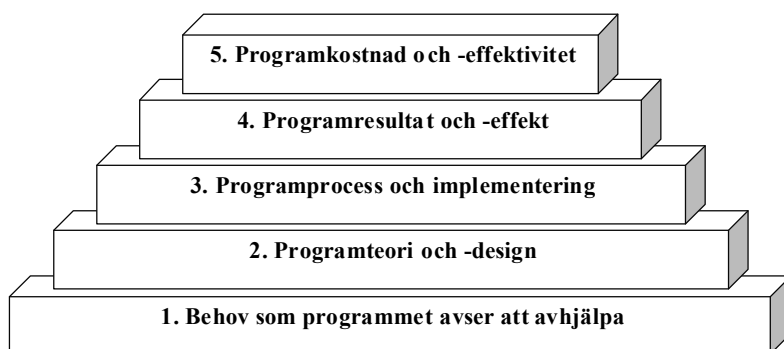 5. Programkostnad och -effektivitet
4. Programresultat och -effekt
3. Programprocess och implementering
2. Programteori och -design
1. Behov som programmet avser att avhjälpa